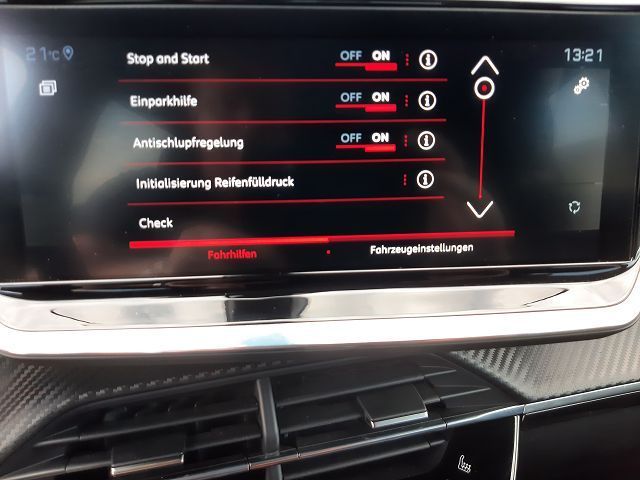 21°C
13:21
Stop and Start OFF ON
Einparkhilfe OFF ON
Antischlupfregelung OFF ON
Initialisierung Reifenfülldruck
Check
Fahrhilfen Fahrzeugeinstellungen